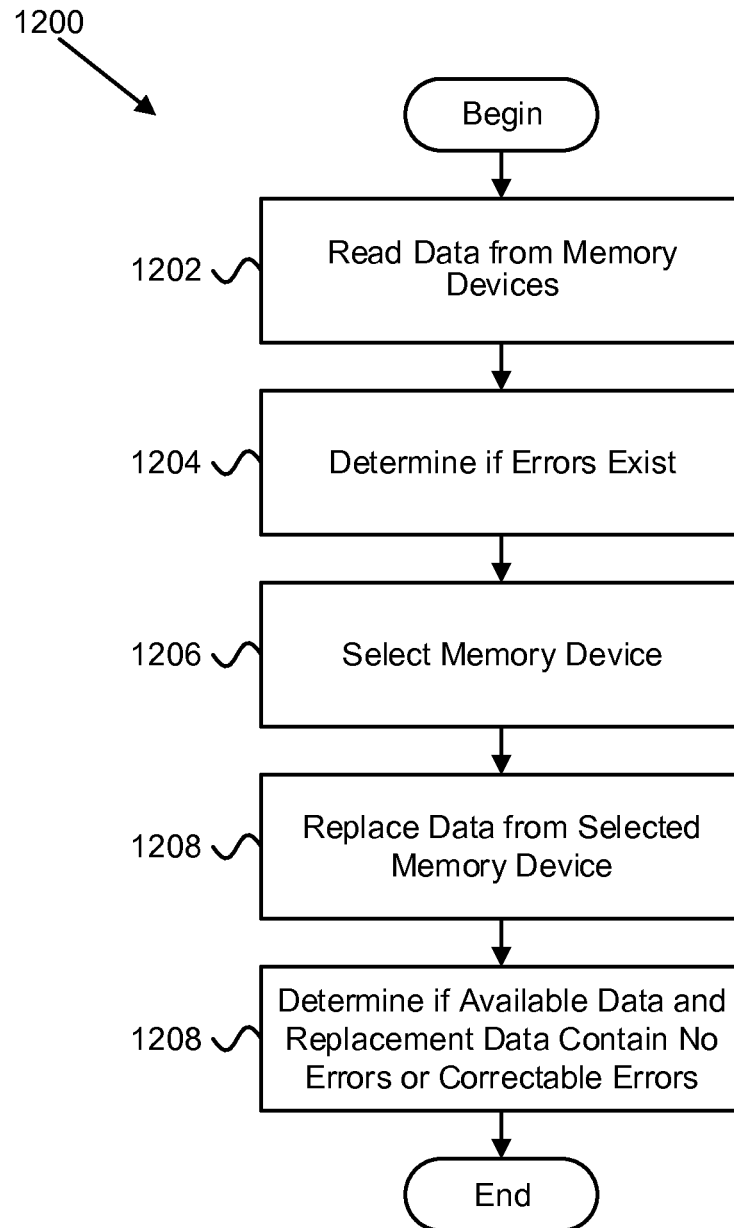 1200
Begin
1202
Read Data from Memory
Devices
1204
Determine if Errors Exist
1206
Select Memory Device
1208
Replace Data from Selected
Memory Device
1208
Determine if Available Data and
Replacement Data Contain No
Errors or Correctable Errors
End